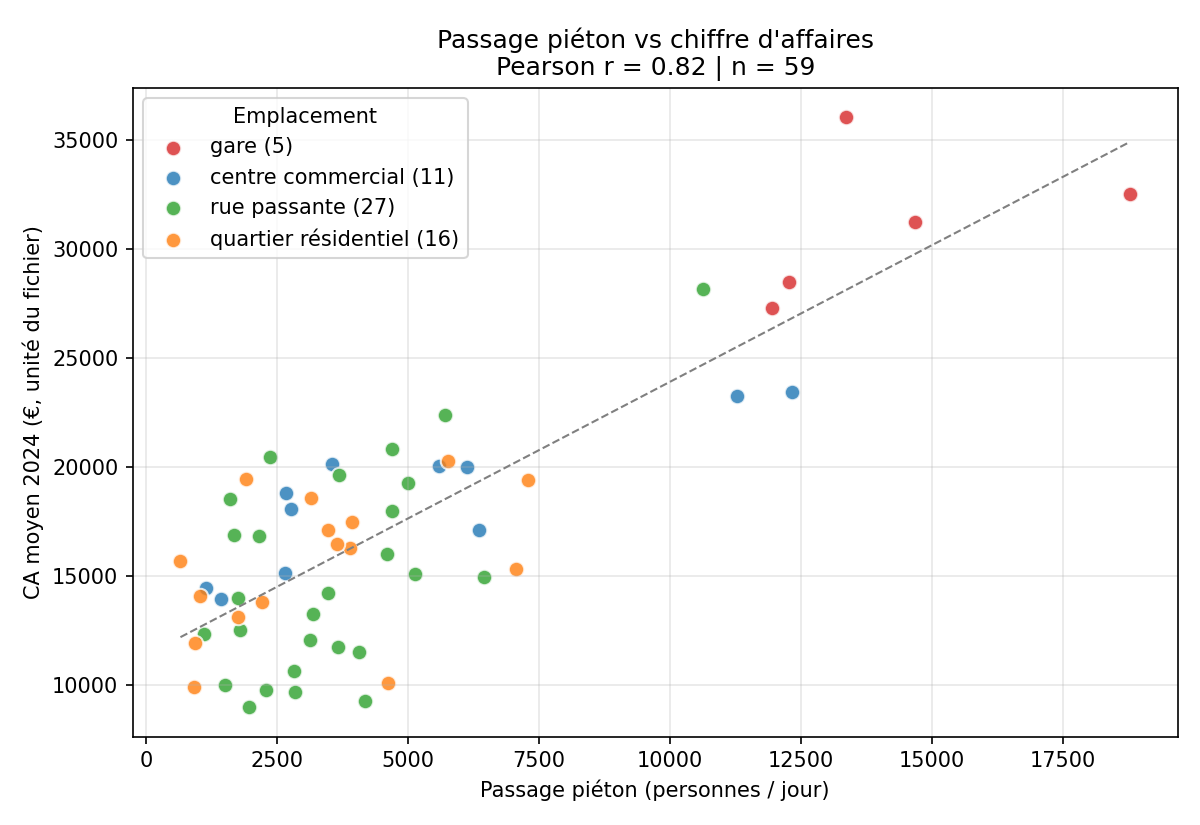 Passage piéton vs chiffre d'affaires
Pearson r = 0.82 | n = 59
Emplacement
gare (5)
centre commercial (11)
rue passante (27)
quartier résidentiel (16)
CA moyen 2024 (€, unité du fichier)
35000
30000
25000
20000
15000
10000
0
2500
5000
7500
10000
12500
15000
17500
Passage piéton (personnes / jour)